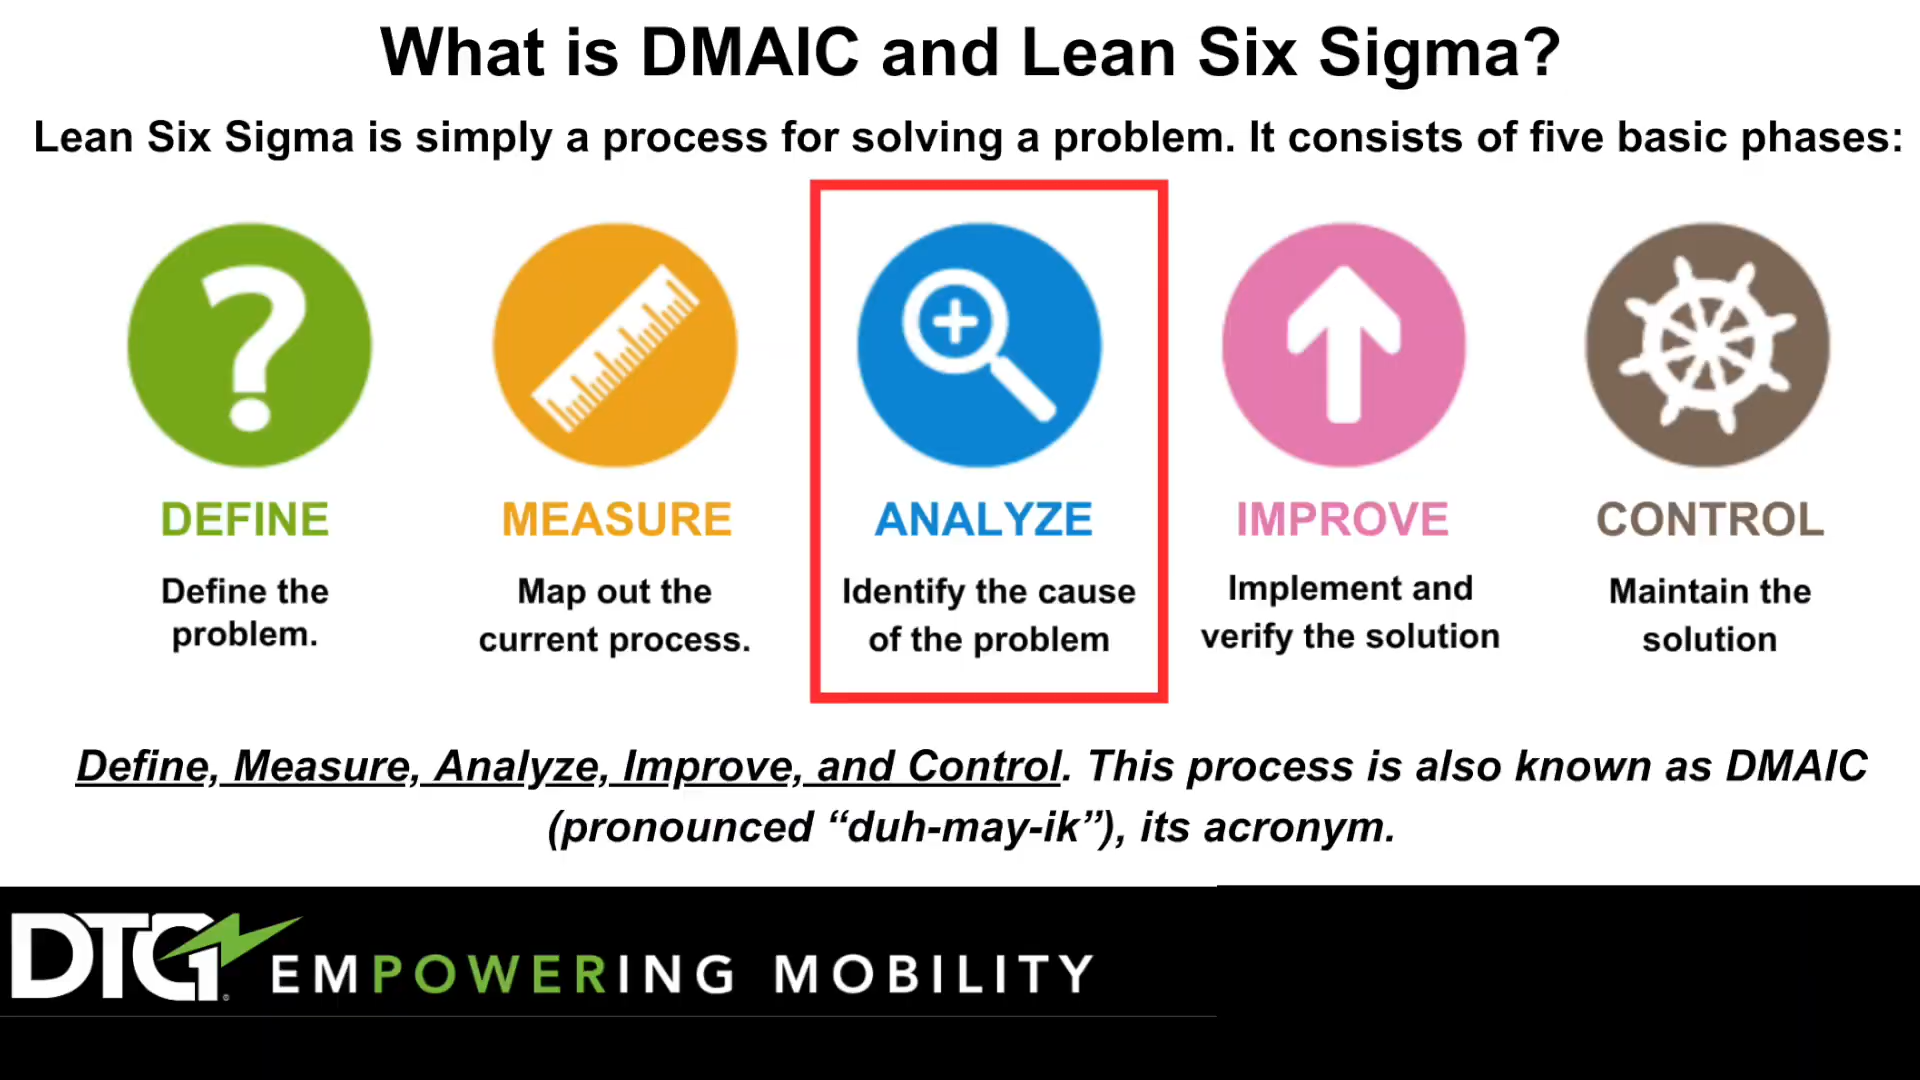 What is DMAIC and Lean Six Sigma?
Lean Six Sigma is simply a process for solving a problem. It consists of five basic phases:
DEFINE
Define the
problem.
MEASURE
Map out the
current process.
ANALYZE
Identify the cause
of the problem
IMPROVE
Implement and
verify the solution
CONTROL
Maintain the
solution
Define, Measure, Analyze, Improve, and Control. This process is also known as DMAIC
(pronounced “duh-may-ik”), its acronym.
DTG® EMPOWERING MOBILITY